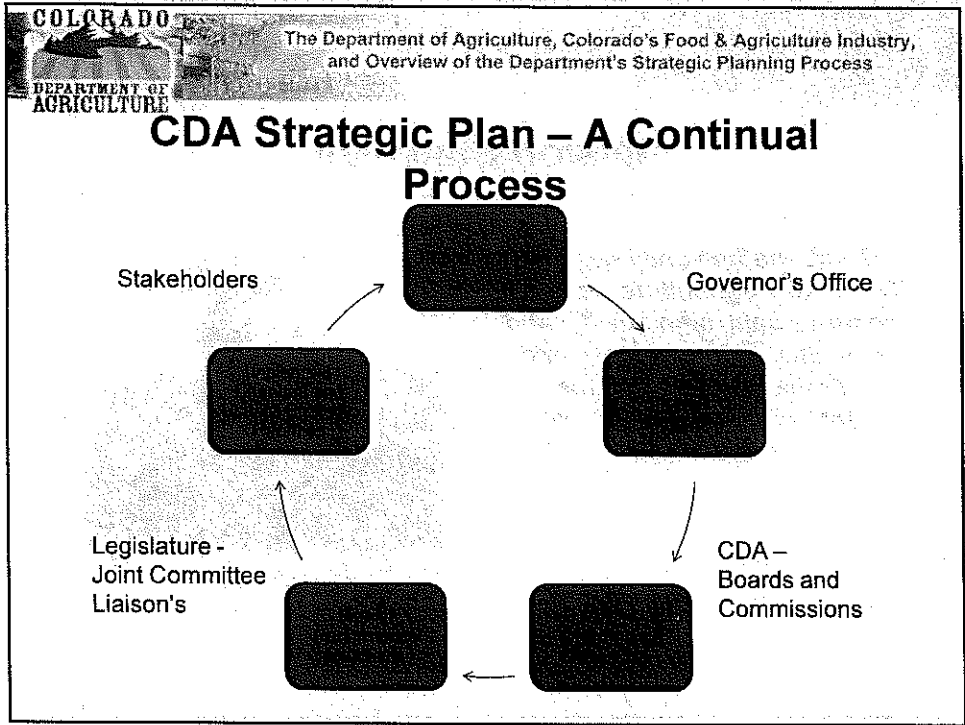 COLORADO
DEPARTMENT OF
AGRICULTURE
The Department of Agriculture, Colorado's Food & Agriculture Industry,
and Overview of the Department's Strategic Planning Process
CDA Strategic Plan – A Continual
Process
Stakeholders
Governor's Office
Legislature -
Joint Committee
Liaison's
CDA –
Boards and
Commissions